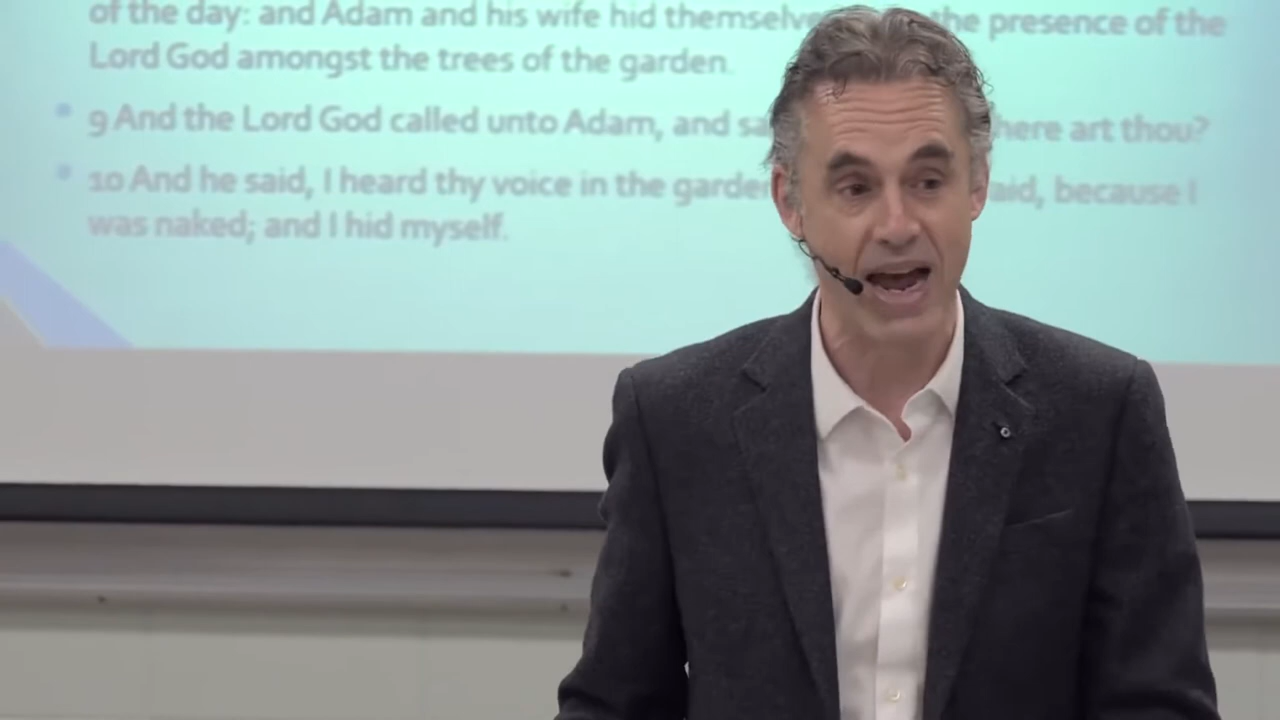 of the day: and Adam and his wife hid themselve the presence of the
Lord God amongst the trees of the garden.
9 And the Lord God called unto Adam, and sa here art thou?
10 And he said, I heard thy voice in the garden aid, because I
was naked; and I hid myself.